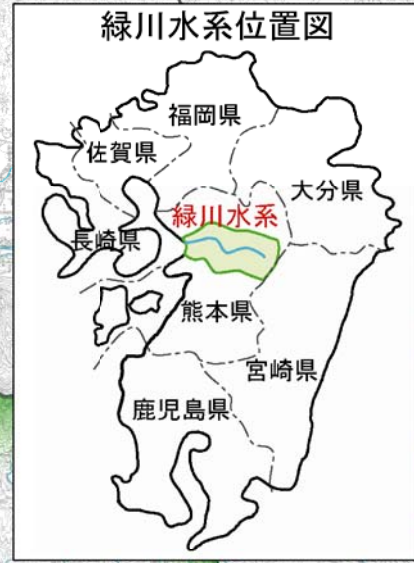 緑川水系位置図
福岡県
佐賀県
大分県
緑川水系
長崎県
熊本県
宮崎県
鹿児島県